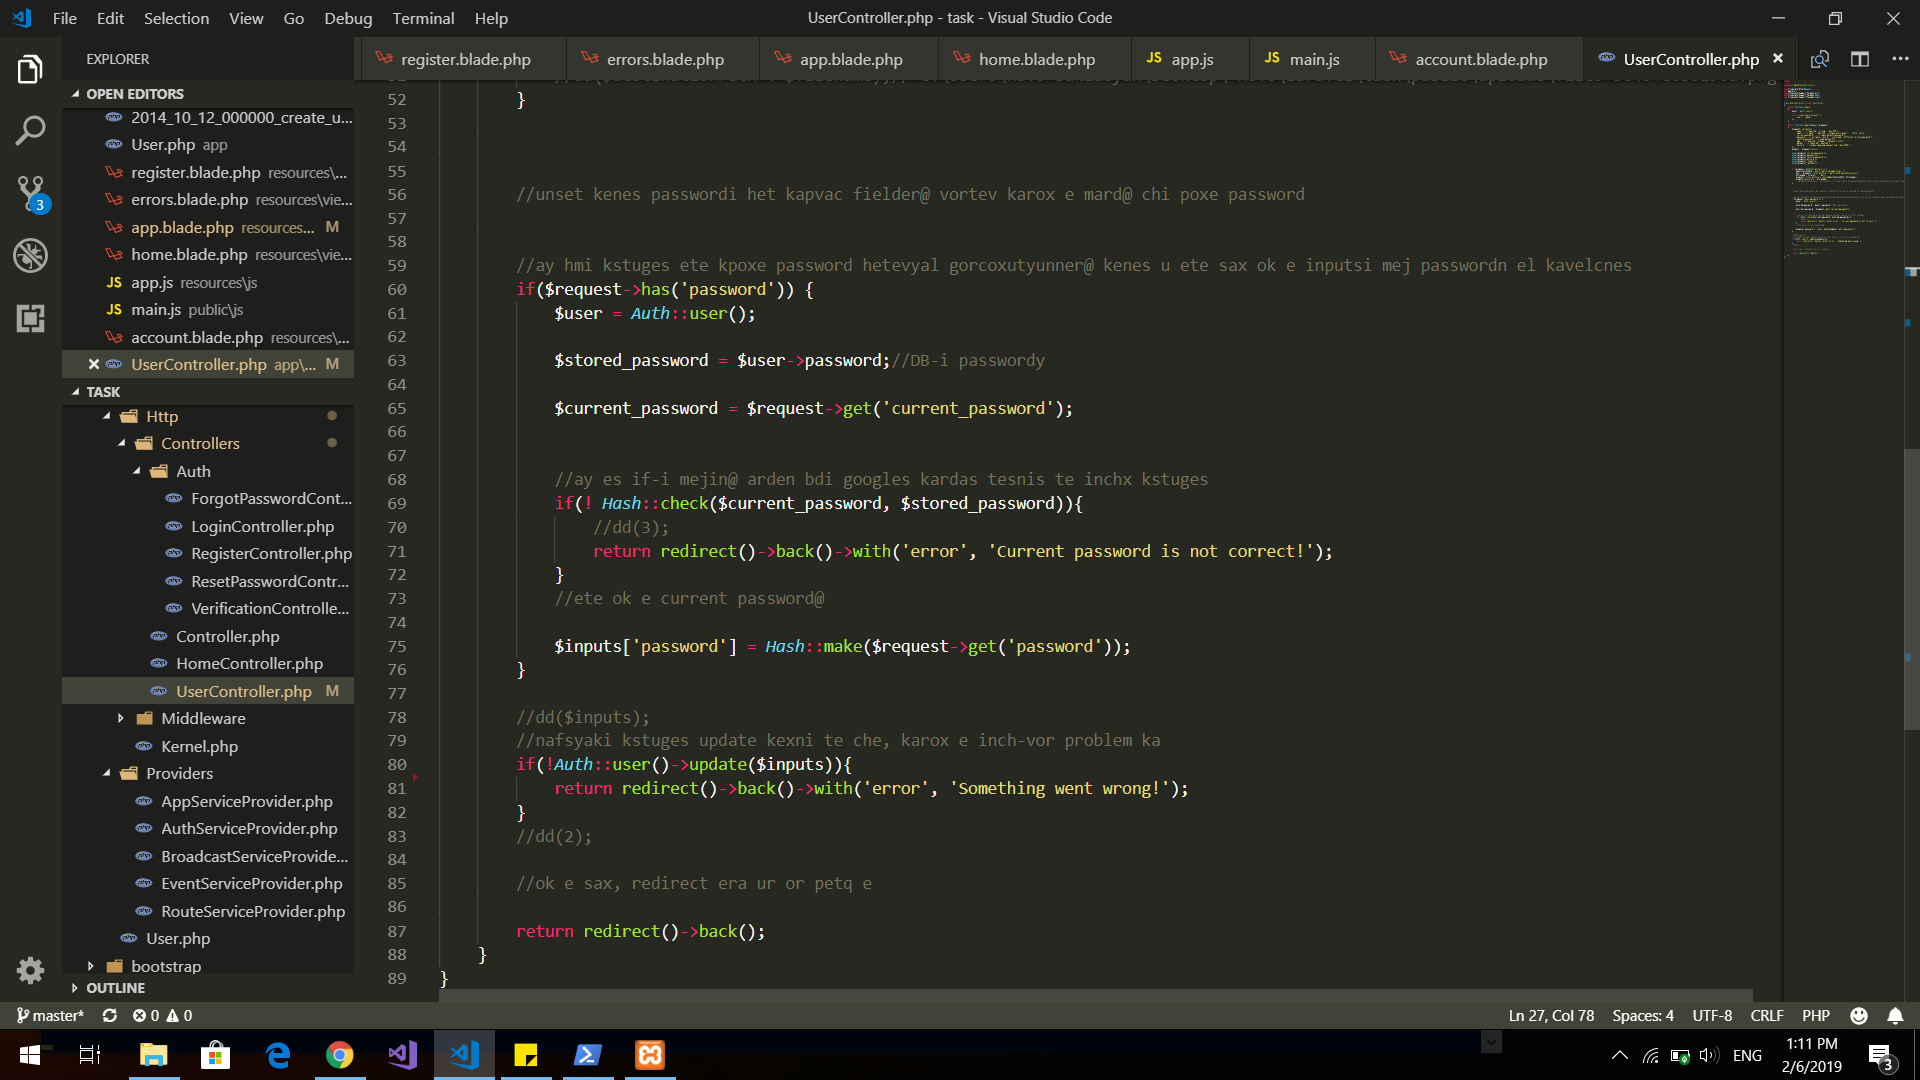 File Edit Selection View Go Debug Terminal Help
UserController.php - task - Visual Studio Code
EXPLORER
register.blade.php errors.blade.php app.blade.php home.blade.php JS app.js JS main.js account.blade.php UserController.php
OPEN EDITORS
2014_10_12_000000_create_u...
User.php app
register.blade.php resources\...
errors.blade.php resources\vie...
app.blade.php resources... M
home.blade.php resources\vie...
JS app.js resources\js
JS main.js public\js
account.blade.php resources\...
UserController.php app\... M
TASK
Http
Controllers
Auth
ForgotPasswordCont...
LoginController.php
RegisterController.php
ResetPasswordContr...
VerificationControlle...
Controller.php
HomeController.php
UserController.php M
Middleware
Kernel.php
Providers
AppServiceProvider.php
AuthServiceProvider.php
BroadcastServiceProvide...
EventServiceProvider.php
RouteServiceProvider.php
User.php
bootstrap
OUTLINE
52 }
53
54
55
56 //unset kenes passwordi het kapvac fielder@ vortev karox e mard@ chi poxe password
57
58
59 //ay hmi kstuges ete kpoxe password hetevyal gorcoxutyunner@ kenes u ete sax ok e inputsi mej passwordn el kavelcnes
60 if($request->has('password')) {
61 $user = Auth::user();
62
63 $stored_password = $user->password;//DB-i passwordy
64
65 $current_password = $request->get('current_password');
66
67
68 //ay es if-i mejin@ arden bdi googles kardas tesnis te inchx kstuges
69 if(! Hash::check($current_password, $stored_password)){
70 //dd(3);
71 return redirect()->back()->with('error', 'Current password is not correct!');
72 }
73 //ete ok e current password@
74
75 $inputs['password'] = Hash::make($request->get('password'));
76 }
77
78 //dd($inputs);
79 //nafsyaki kstuges update kexni te che, karox e inch-vor problem ka
80 if(!Auth::user()->update($inputs)){
81 return redirect()->back()->with('error', 'Something went wrong!');
82 }
83 //dd(2);
84
85 //ok e sax, redirect era ur or petq e
86
87 return redirect()->back();
88 }
89 }
3
master* 0 0
Ln 27, Col 78 Spaces: 4 UTF-8 CRLF PHP
ENG
1:11 PM
2/6/2019
3